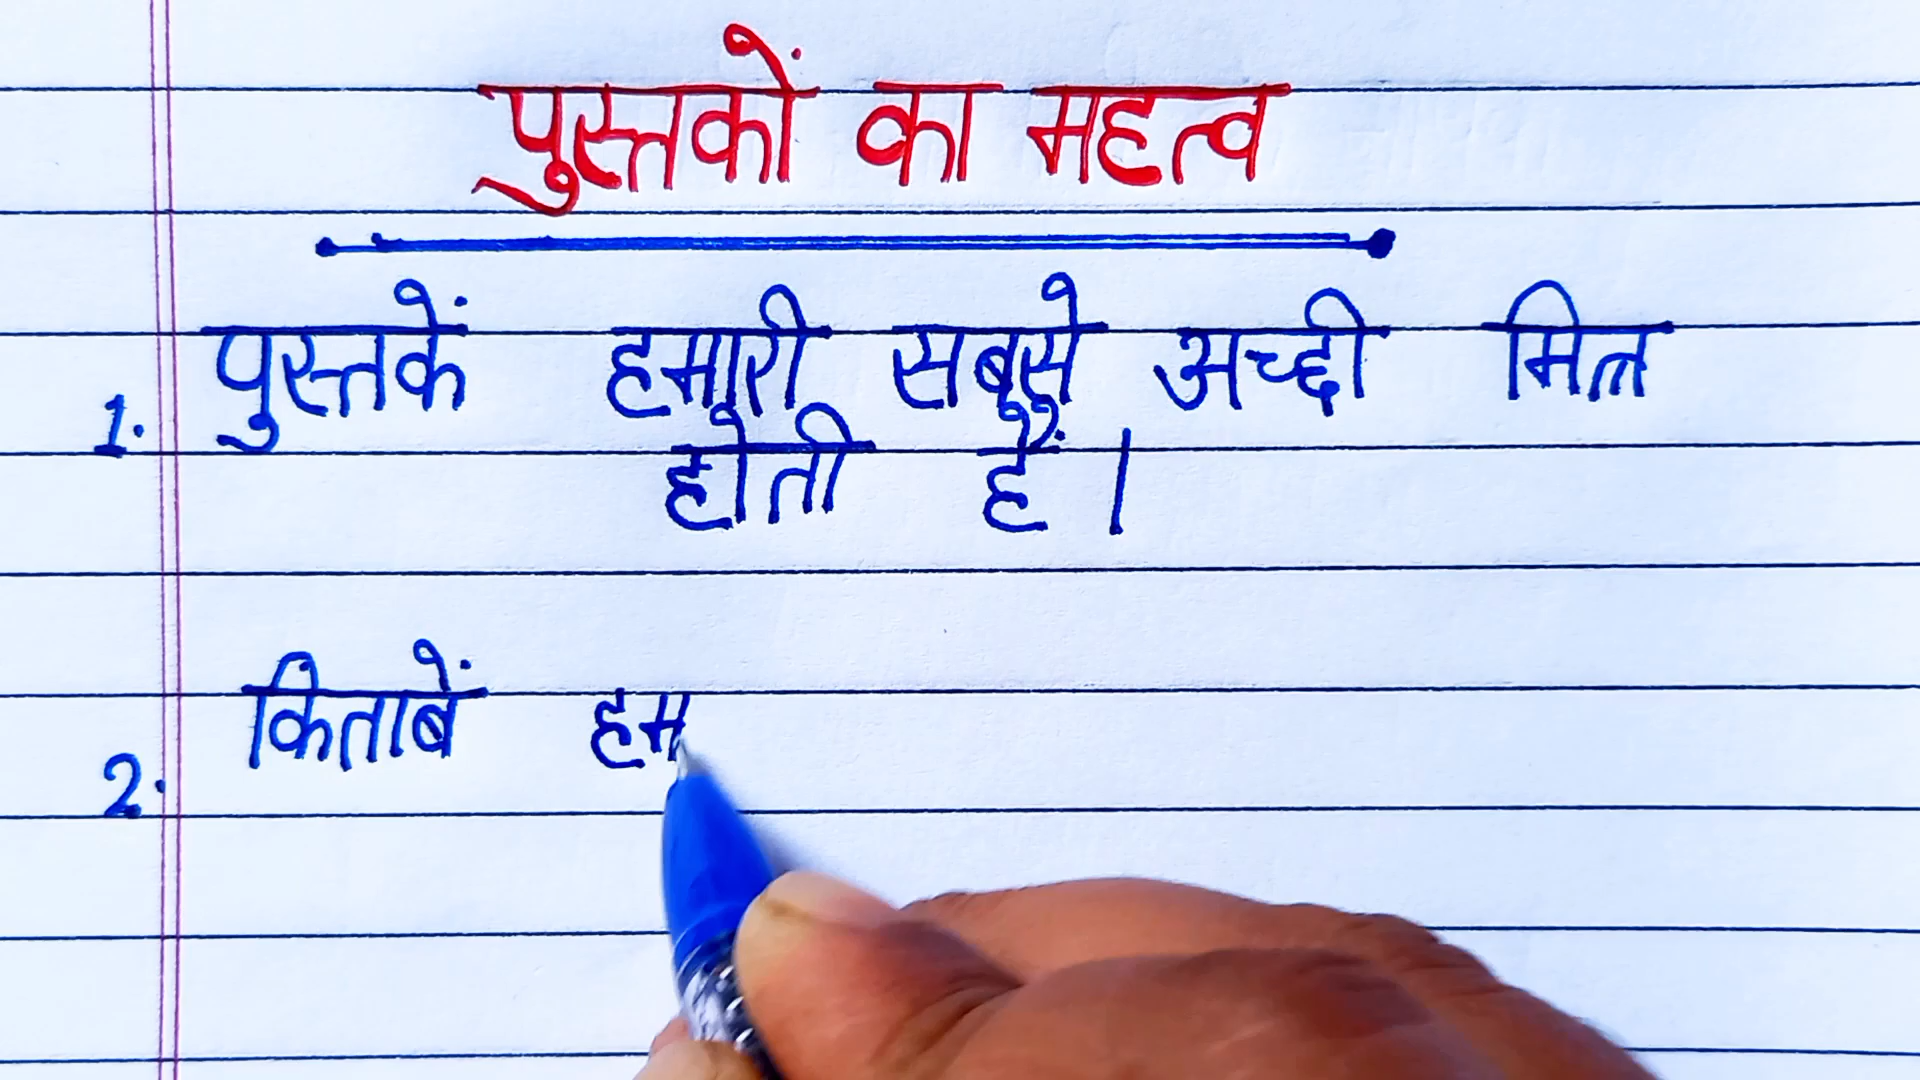 पुस्तकों का महत्व
1. पुस्तकें हमारी सबसे अच्छी मित्र
होती हैं।
2. किताबें हम